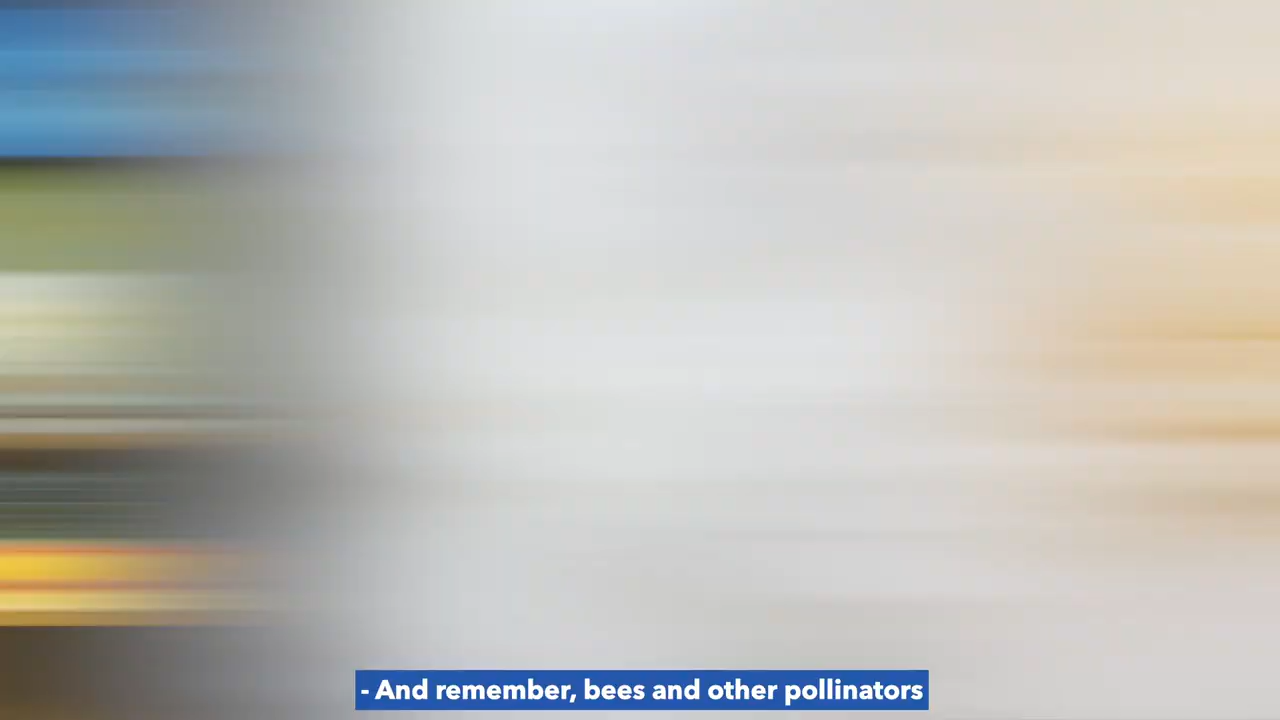 - And remember, bees and other pollinators